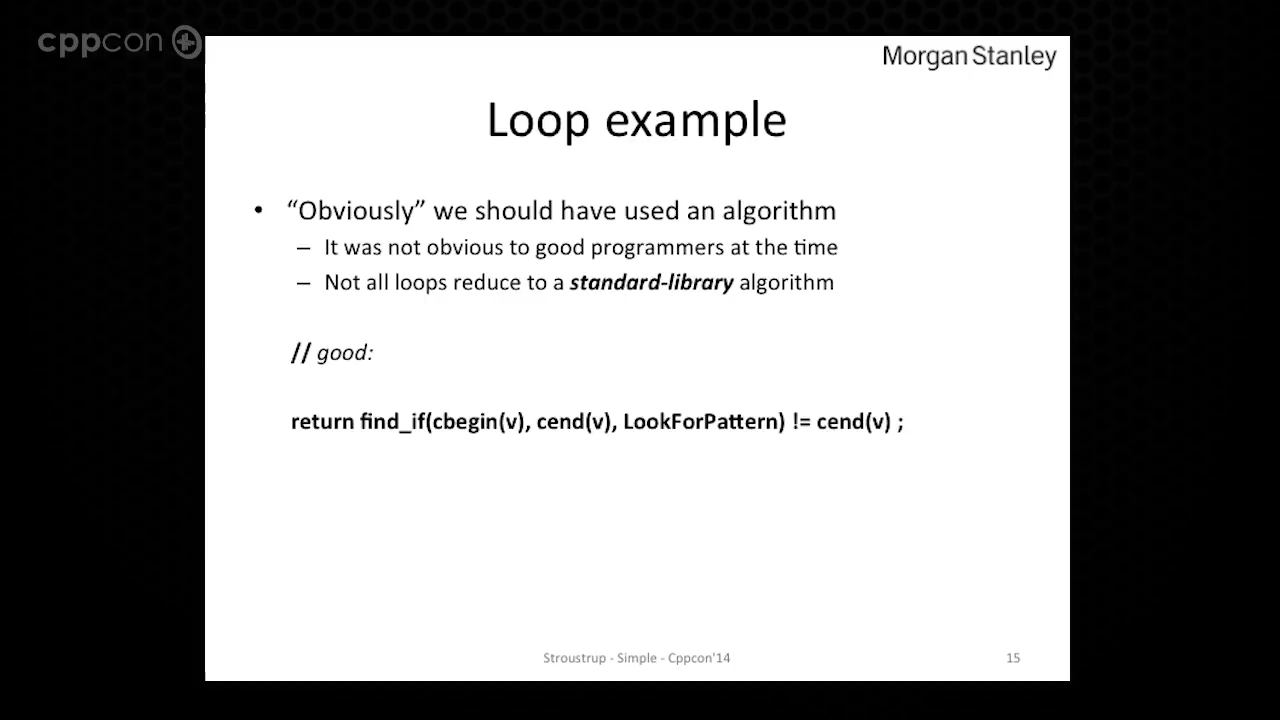 cppcon
Morgan Stanley
Loop example
• “Obviously” we should have used an algorithm
– It was not obvious to good programmers at the time
– Not all loops reduce to a standard-library algorithm
// good:
return find_if(cbegin(v), cend(v), LookForPattern) != cend(v) ;
Stroustrup - Simple - Cppcon'14
15